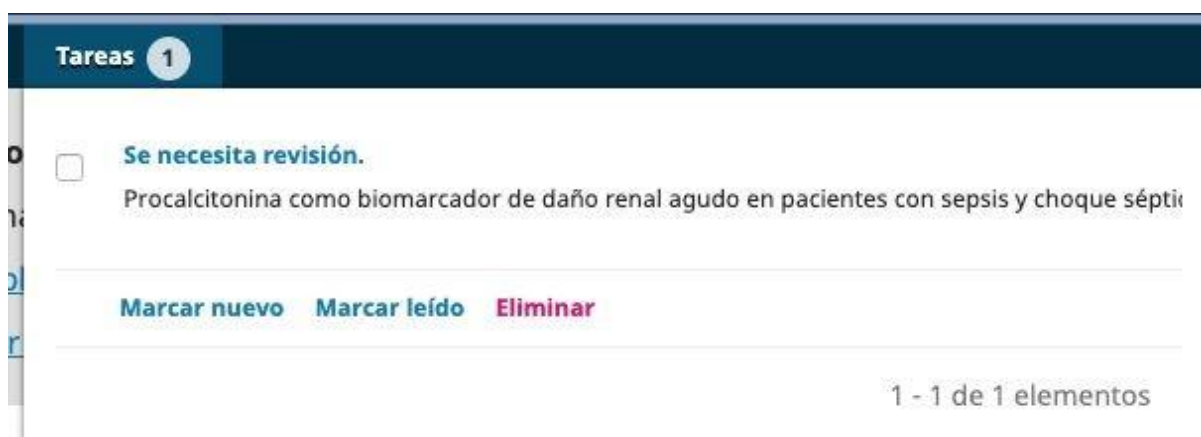 Tareas 1
Se necesita revisión.
Procalcitonina como biomarcador de daño renal agudo en pacientes con sepsis y choque
Marcar nuevo Marcar leído Eliminar
1 - 1 de 1 elementos